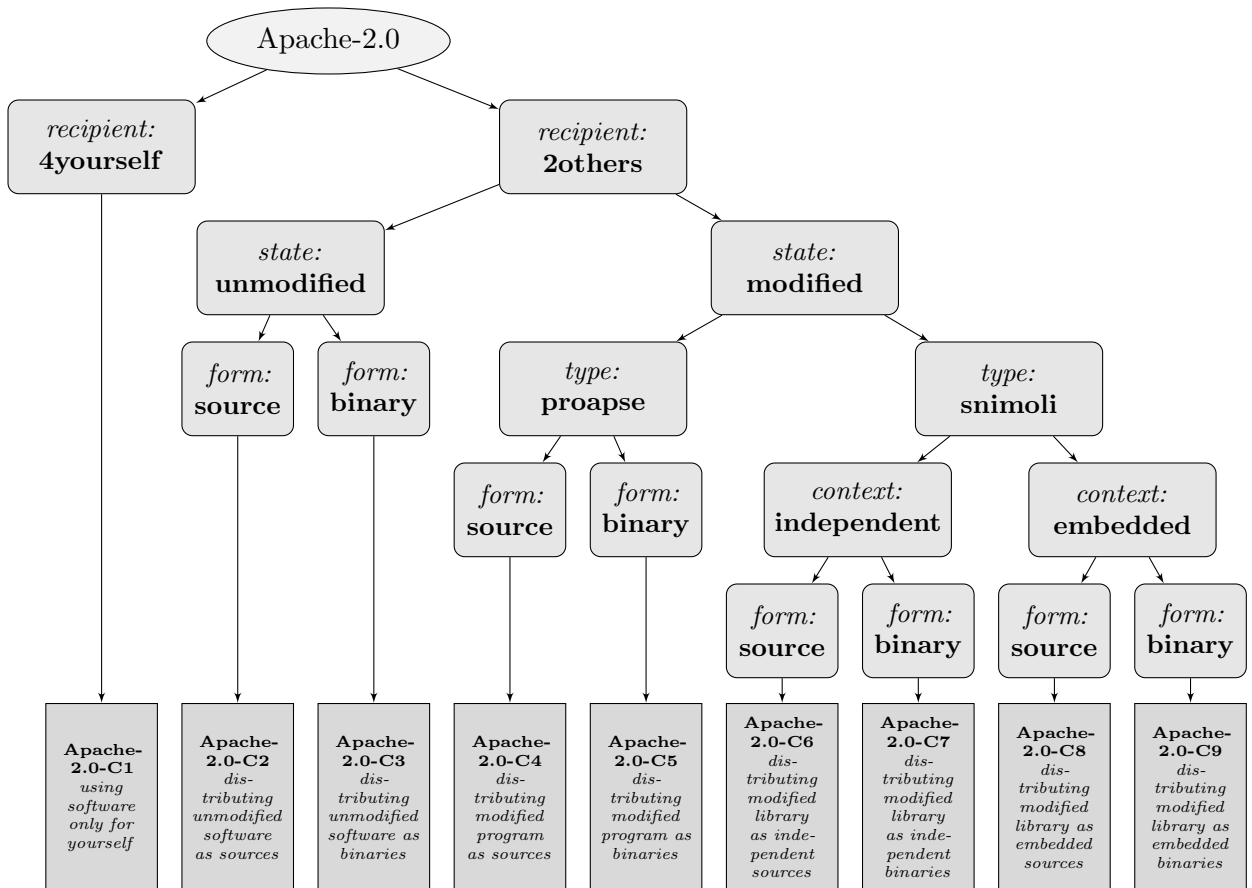 Apache-2.0
recipient:
4yourself
recipient:
2others
state:
unmodified
state:
modified
form:
source
form:
binary
type:
proapse
type:
snimoli
form:
source
form:
binary
context:
independent
context:
embedded
form:
source
form:
binary
form:
source
form:
binary
Apache-
2.0-C1
using
software
only for
yourself
Apache-
2.0-C2
dis-
tributing
unmodified
software
as sources
Apache-
2.0-C3
dis-
tributing
unmodified
software as
binaries
Apache-
2.0-C4
dis-
tributing
modified
program
as sources
Apache-
2.0-C5
dis-
tributing
modified
program as
binaries
Apache-
2.0-C6
dis-
tributing
modified
library
as inde-
pendent
sources
Apache-
2.0-C7
dis-
tributing
modified
library
as inde-
pendent
binaries
Apache-
2.0-C8
dis-
tributing
modified
library as
embedded
sources
Apache-
2.0-C9
dis-
tributing
modified
library as
embedded
binaries